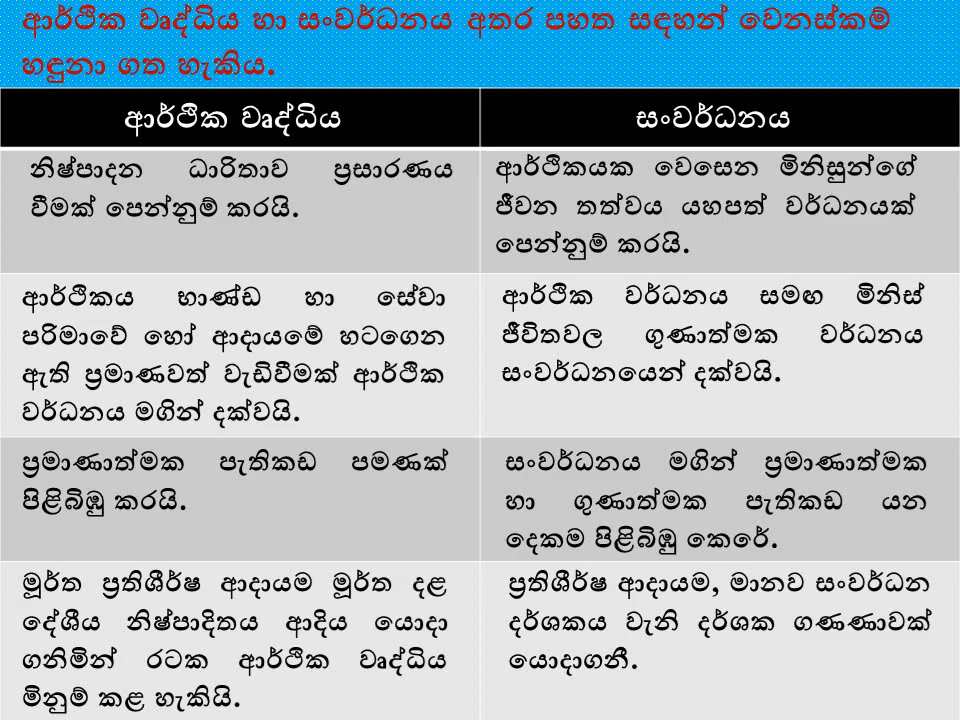 ආර්ථික වෘද්ධිය හා සංවර්ධනය අතර පහත සඳහන් වෙනස්කම්
හඳුනා ගත හැකිය.
ආර්ථික වෘද්ධිය
සංවර්ධනය
නිෂ්පාදන ධාරිතාව ප්‍රසාරණය
වීමක් පෙන්නුම් කරයි.
ආර්ථිකයක වෙසෙන මිනිසුන්ගේ
ජීවන තත්වය යහපත් වර්ධනයක්
පෙන්නුම් කරයි.
ආර්ථිකය භාණ්ඩ හා සේවා
පරිමාවේ හෝ ආදායමේ හටගෙන
ඇති ප්‍රමාණවත් වැඩිවීමක් ආර්ථික
වර්ධනය මගින් දක්වයි.
ආර්ථික වර්ධනය සමඟ මිනිස්
ජීවිතවල ගුණාත්මක වර්ධනය
සංවර්ධනයෙන් දක්වයි.
ප්‍රමාණාත්මක පැතිකඩ පමණක්
පිළිබිඹු කරයි.
සංවර්ධනය මගින් ප්‍රමාණාත්මක
හා ගුණාත්මක පැතිකඩ යන
දෙකම පිළිබිඹු කෙරේ.
මූර්ත ප්‍රතිශීර්ෂ ආදායම මූර්ත දළ
දේශීය නිෂ්පාදිතය ආදිය යොදා
ගනිමින් රටක ආර්ථික වෘද්ධිය
මිනුම් කළ හැකියි.
ප්‍රතිශීර්ෂ ආදායම, මානව සංවර්ධන
දර්ශකය වැනි දර්ශක ගණණාවක්
යොදාගනී.